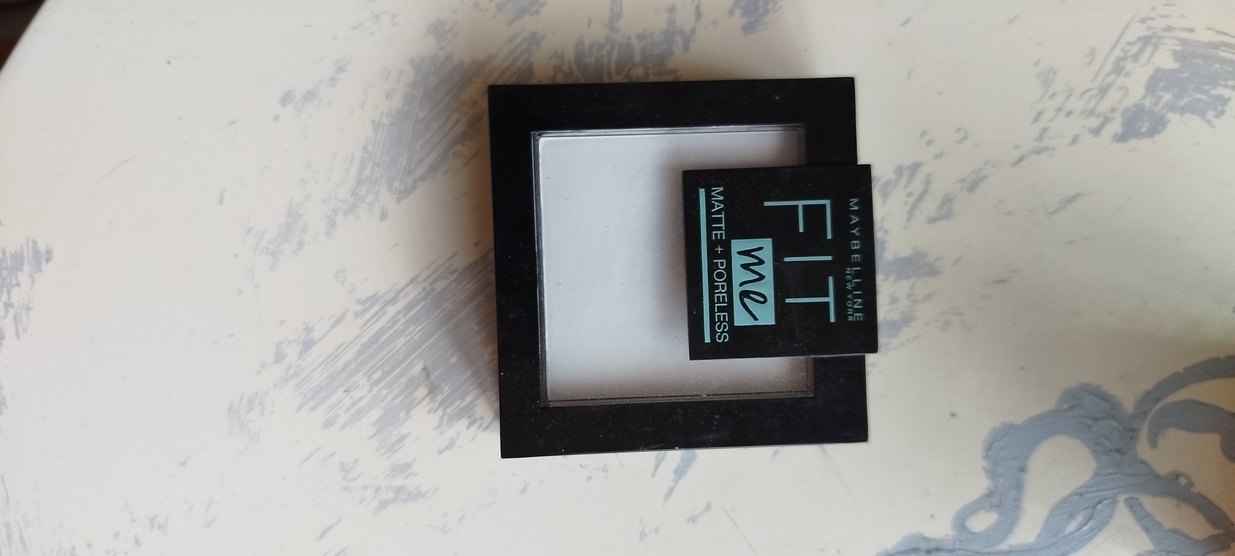 MAYBELLINE
NEW YORK
FIT
me
MATTE + PORELESS